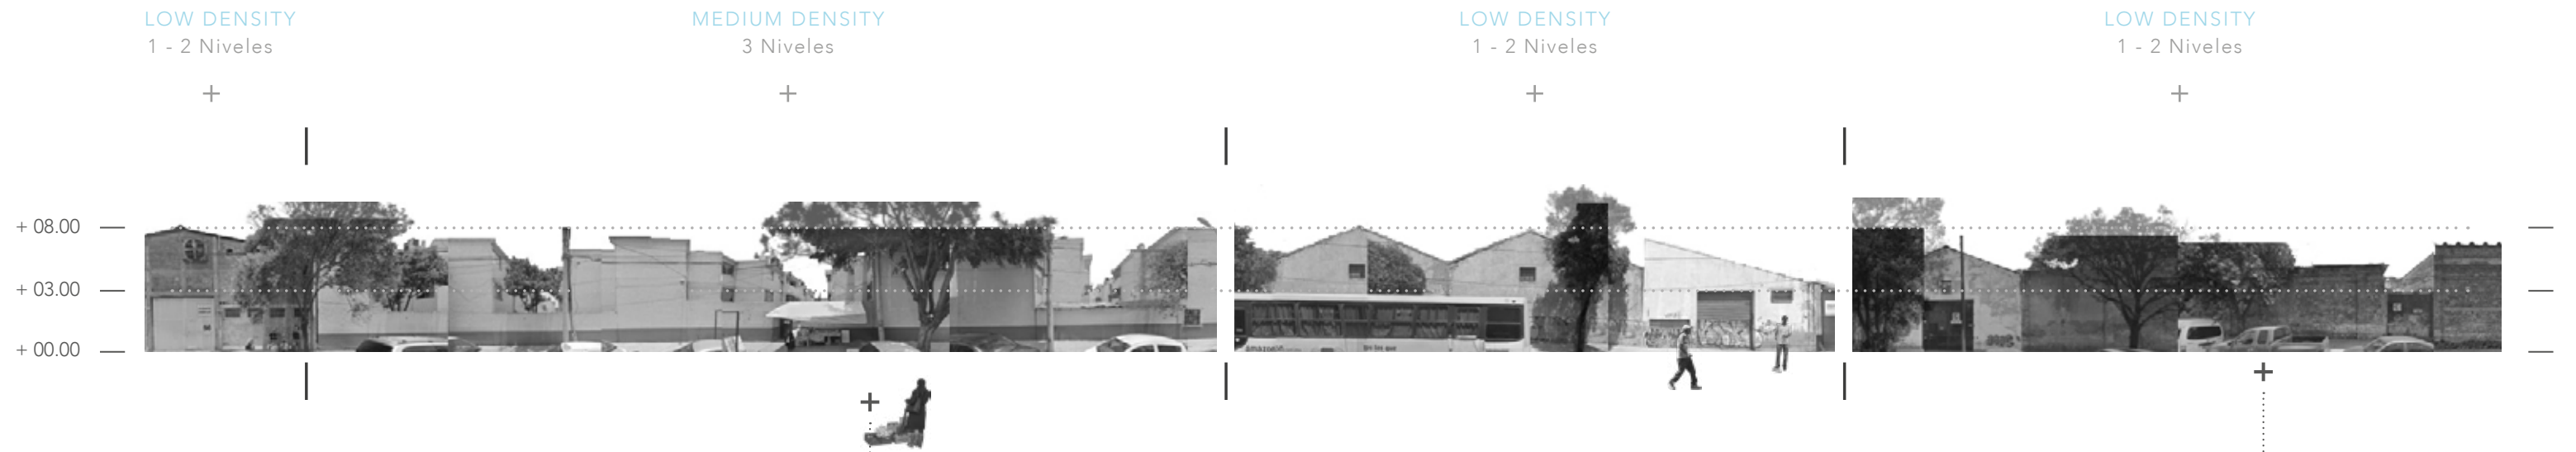 LOW DENSITY
1 - 2 Niveles
MEDIUM DENSITY
3 Niveles
LOW DENSITY
1 - 2 Niveles
LOW DENSITY
1 - 2 Niveles
+ 08.00
+ 03.00
+ 00.00